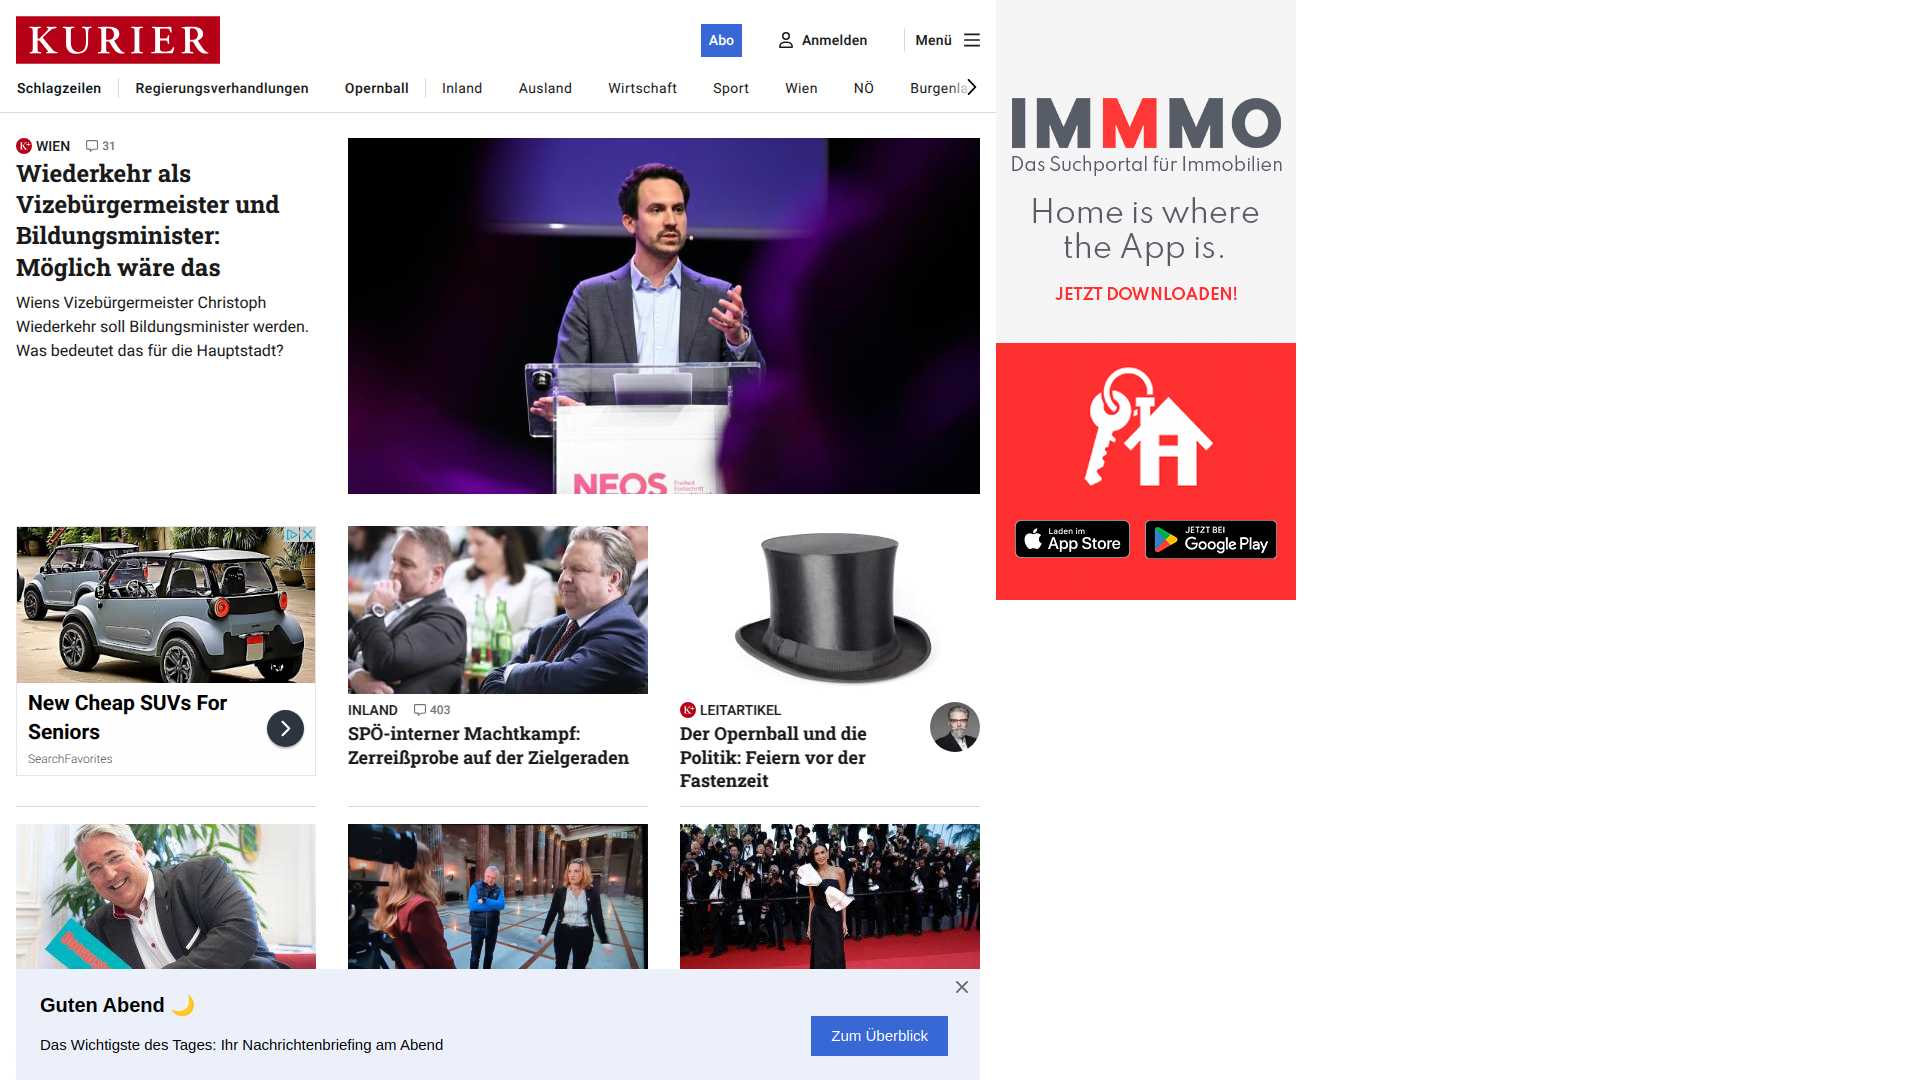 KURIER
Abo
Anmelden
Menü
Schlagzeilen
Regierungsverhandlungen
Opernball
Inland
Ausland
Wirtschaft
Sport
Wien
NÖ
Burgenla
WIEN 31
Wiederkehr als
Vizebürgermeister und
Bildungsminister:
Möglich wäre das
Wiens Vizebürgermeister Christoph
Wiederkehr soll Bildungsminister werden.
Was bedeutet das für die Hauptstadt?
NEOS
IMMMO
Das Suchportal für Immobilien
Home is where
the App is.
JETZT DOWNLOADEN!
Laden im
App Store
JETZT BEI
Google Play
New Cheap SUVs For
Seniors
SearchFavorites
INLAND 403
SPÖ-interner Machtkampf:
Zerreißprobe auf der Zielgeraden
K+ LEITARTIKEL
Der Opernball und die
Politik: Feiern vor der
Fastenzeit
Guten Abend 🌙
Das Wichtigste des Tages: Ihr Nachrichtenbriefing am Abend
Zum Überblick